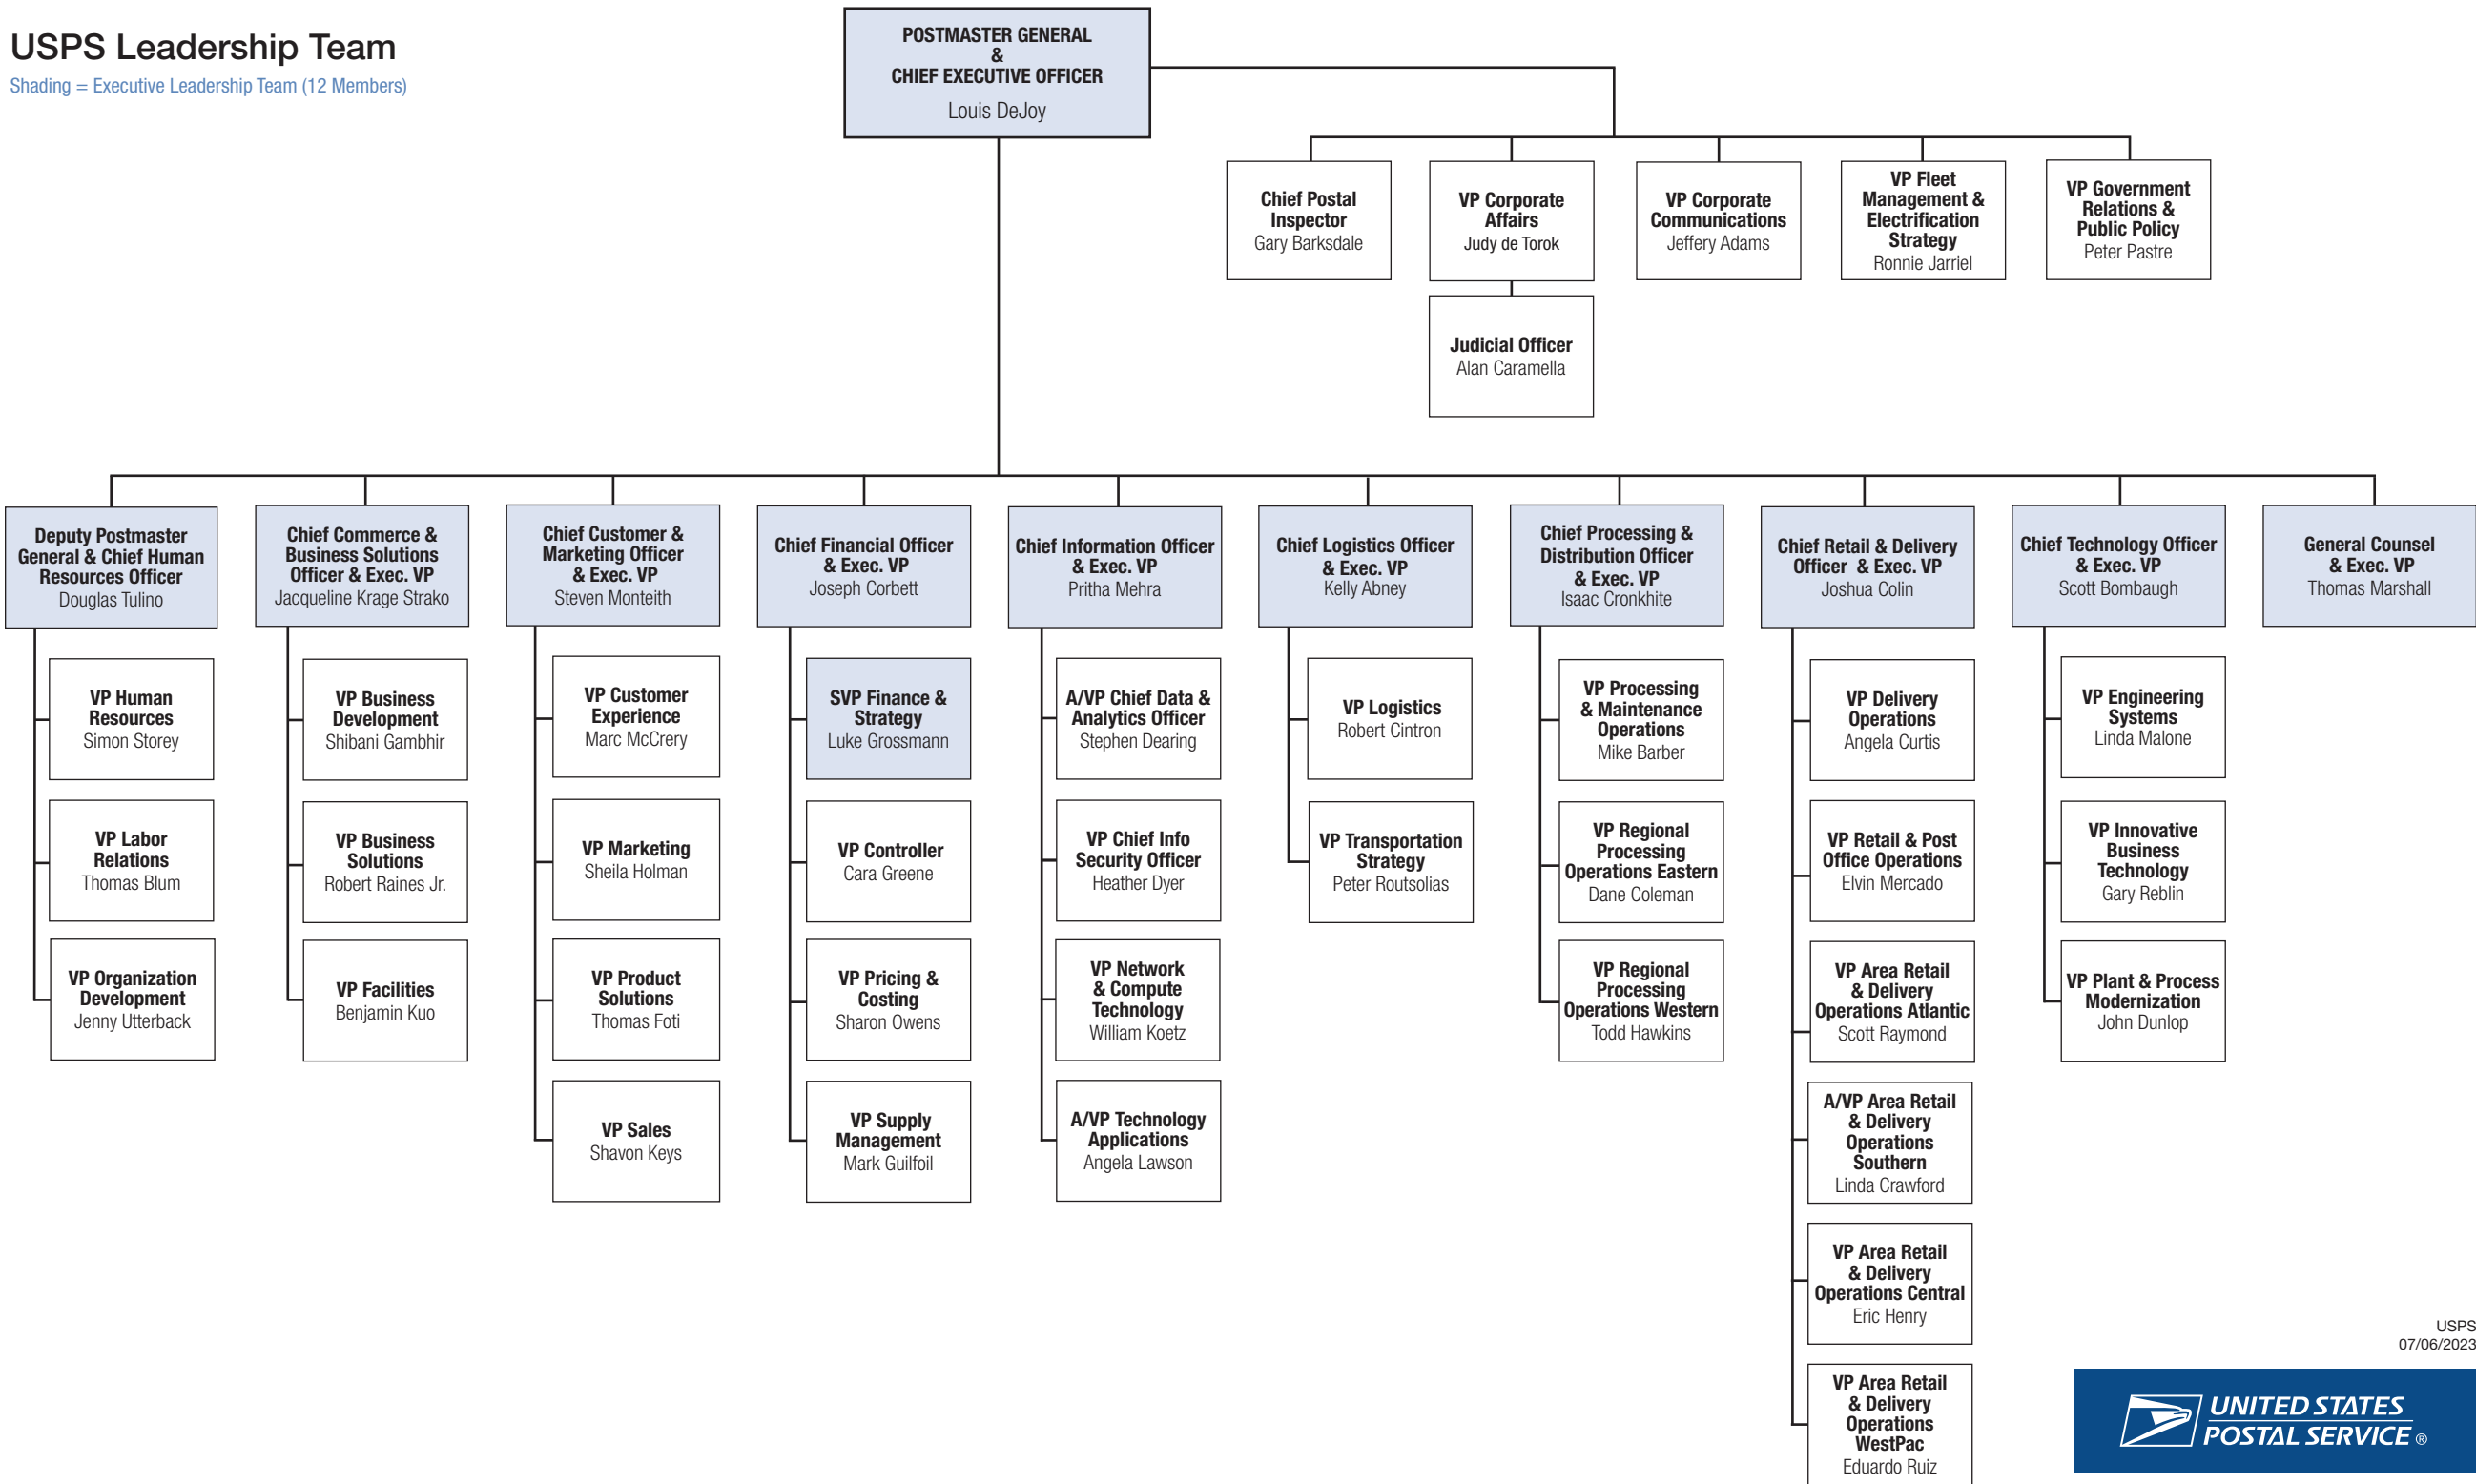 USPS Leadership Team
Shading = Executive Leadership Team (12 Members)
POSTMASTER GENERAL
&
CHIEF EXECUTIVE OFFICER
Louis DeJoy
Chief Postal
Inspector
Gary Barksdale
VP Corporate
Affairs
Judy de Torok
VP Corporate
Communications
Jeffery Adams
VP Fleet
Management &
Electrification
Strategy
Ronnie Jarriel
VP Government
Relations &
Public Policy
Peter Pastre
Judicial Officer
Alan Caramella
Deputy Postmaster
General & Chief Human
Resources Officer
Douglas Tulino
VP Human
Resources
Simon Storey
VP Labor
Relations
Thomas Blum
VP Organization
Development
Jenny Utterback
Chief Commerce &
Business Solutions
Officer & Exec. VP
Jacqueline Krage Strako
VP Business
Development
Shibani Gambhir
VP Business
Solutions
Robert Raines Jr.
VP Facilities
Benjamin Kuo
Chief Customer &
Marketing Officer
& Exec. VP
Steven Monteith
VP Customer
Experience
Marc McCrery
VP Marketing
Sheila Holman
VP Product
Solutions
Thomas Foti
VP Sales
Shavon Keys
Chief Financial Officer
& Exec. VP
Joseph Corbett
SVP Finance &
Strategy
Luke Grossmann
VP Controller
Cara Greene
VP Pricing &
Costing
Sharon Owens
VP Supply
Management
Mark Guilfoil
Chief Information Officer
& Exec. VP
Pritha Mehra
A/VP Chief Data &
Analytics Officer
Stephen Dearing
VP Chief Info
Security Officer
Heather Dyer
VP Network
& Compute
Technology
William Koetz
A/VP Technology
Applications
Angela Lawson
Chief Logistics Officer
& Exec. VP
Kelly Abney
VP Logistics
Robert Cintron
VP Transportation
Strategy
Peter Routsolias
Chief Processing &
Distribution Officer
& Exec. VP
Isaac Cronkhite
VP Processing
& Maintenance
Operations
Mike Barber
VP Regional
Processing
Operations Eastern
Dane Coleman
VP Regional
Processing
Operations Western
Todd Hawkins
Chief Retail & Delivery
Officer & Exec. VP
Joshua Colin
VP Delivery
Operations
Angela Curtis
VP Retail & Post
Office Operations
Elvin Mercado
VP Area Retail
& Delivery
Operations Atlantic
Scott Raymond
A/VP Area Retail
& Delivery
Operations
Southern
Linda Crawford
VP Area Retail
& Delivery
Operations Central
Eric Henry
VP Area Retail
& Delivery
Operations
WestPac
Eduardo Ruiz
Chief Technology Officer
& Exec. VP
Scott Bombaugh
VP Engineering
Systems
Linda Malone
VP Innovative
Business
Technology
Gary Reblin
VP Plant & Process
Modernization
John Dunlop
General Counsel
& Exec. VP
Thomas Marshall
USPS
07/06/2023
UNITED STATES
POSTAL SERVICE ®